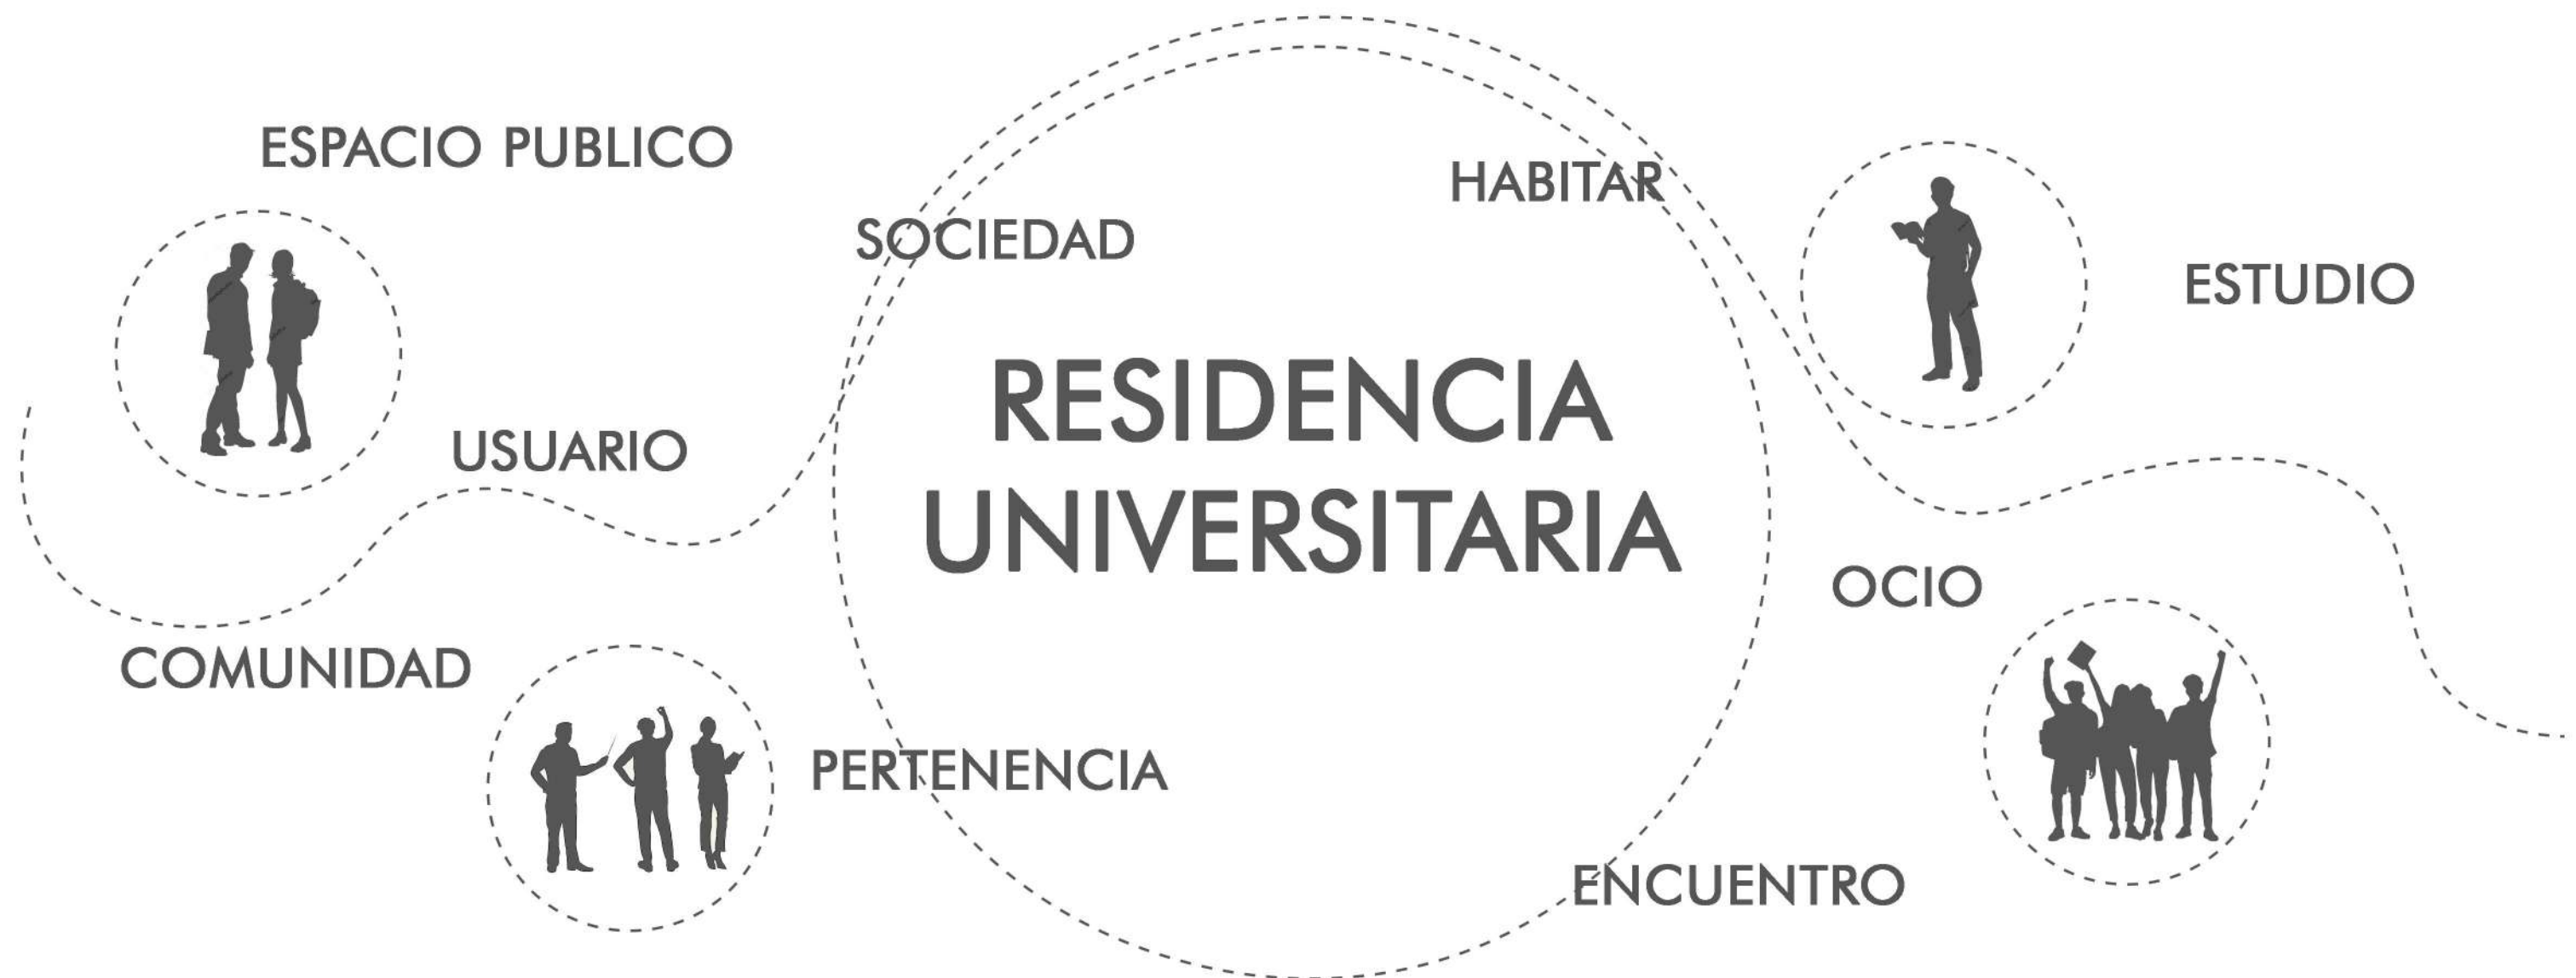 ESPACIO PUBLICO
HABITAR
SOCIEDAD
ESTUDIO
RESIDENCIA
UNIVERSITARIA
USUARIO
OCIO
COMUNIDAD
PERTENENCIA
ENCUENTRO